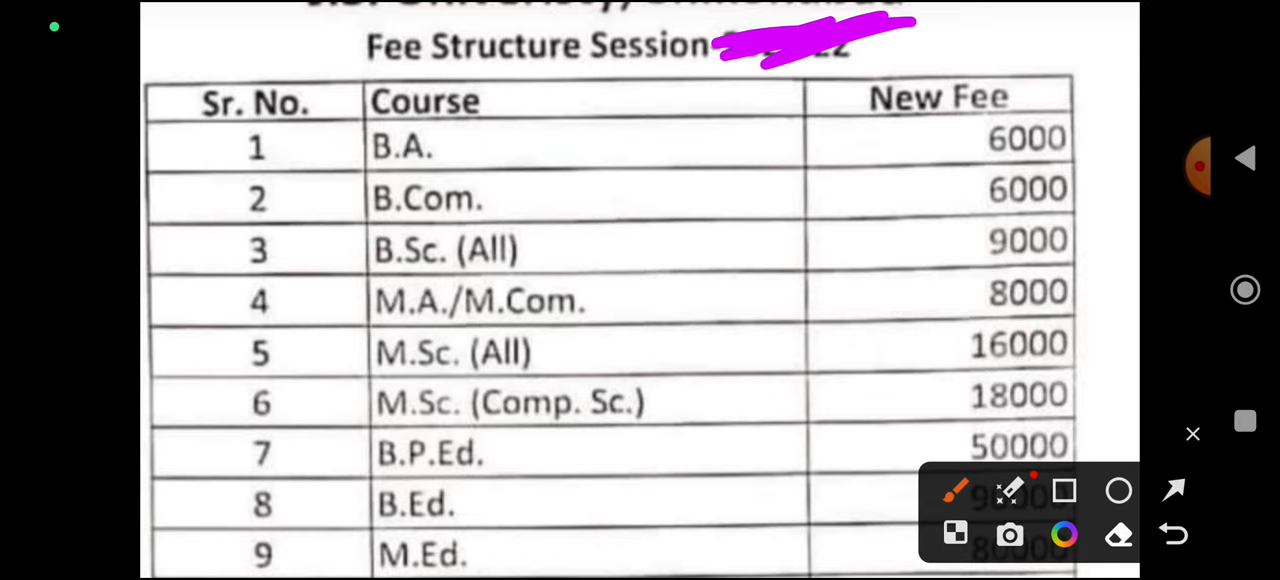 Fee Structure Session
Sr. No. Course New Fee
1 B.A. 6000
2 B.Com. 6000
3 B.Sc. (All) 9000
4 M.A./M.Com. 8000
5 M.Sc. (All) 16000
6 M.Sc. (Comp. Sc.) 18000
7 B.P.Ed. 50000
8 B.Ed.
9 M.Ed. 80000